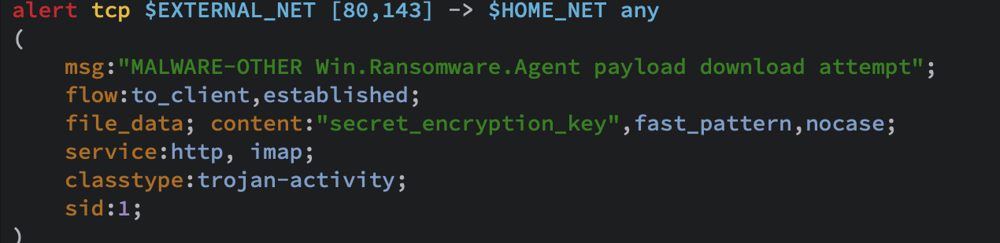 alert tcp $EXTERNAL_NET [80,143] -> $HOME_NET any
(
    msg:"MALWARE-OTHER Win.Ransomware.Agent payload download attempt";
    flow:to_client,established;
    file_data; content:"secret_encryption_key",fast_pattern,nocase;
    service:http, imap;
    classtype:trojan-activity;
    sid:1;
)